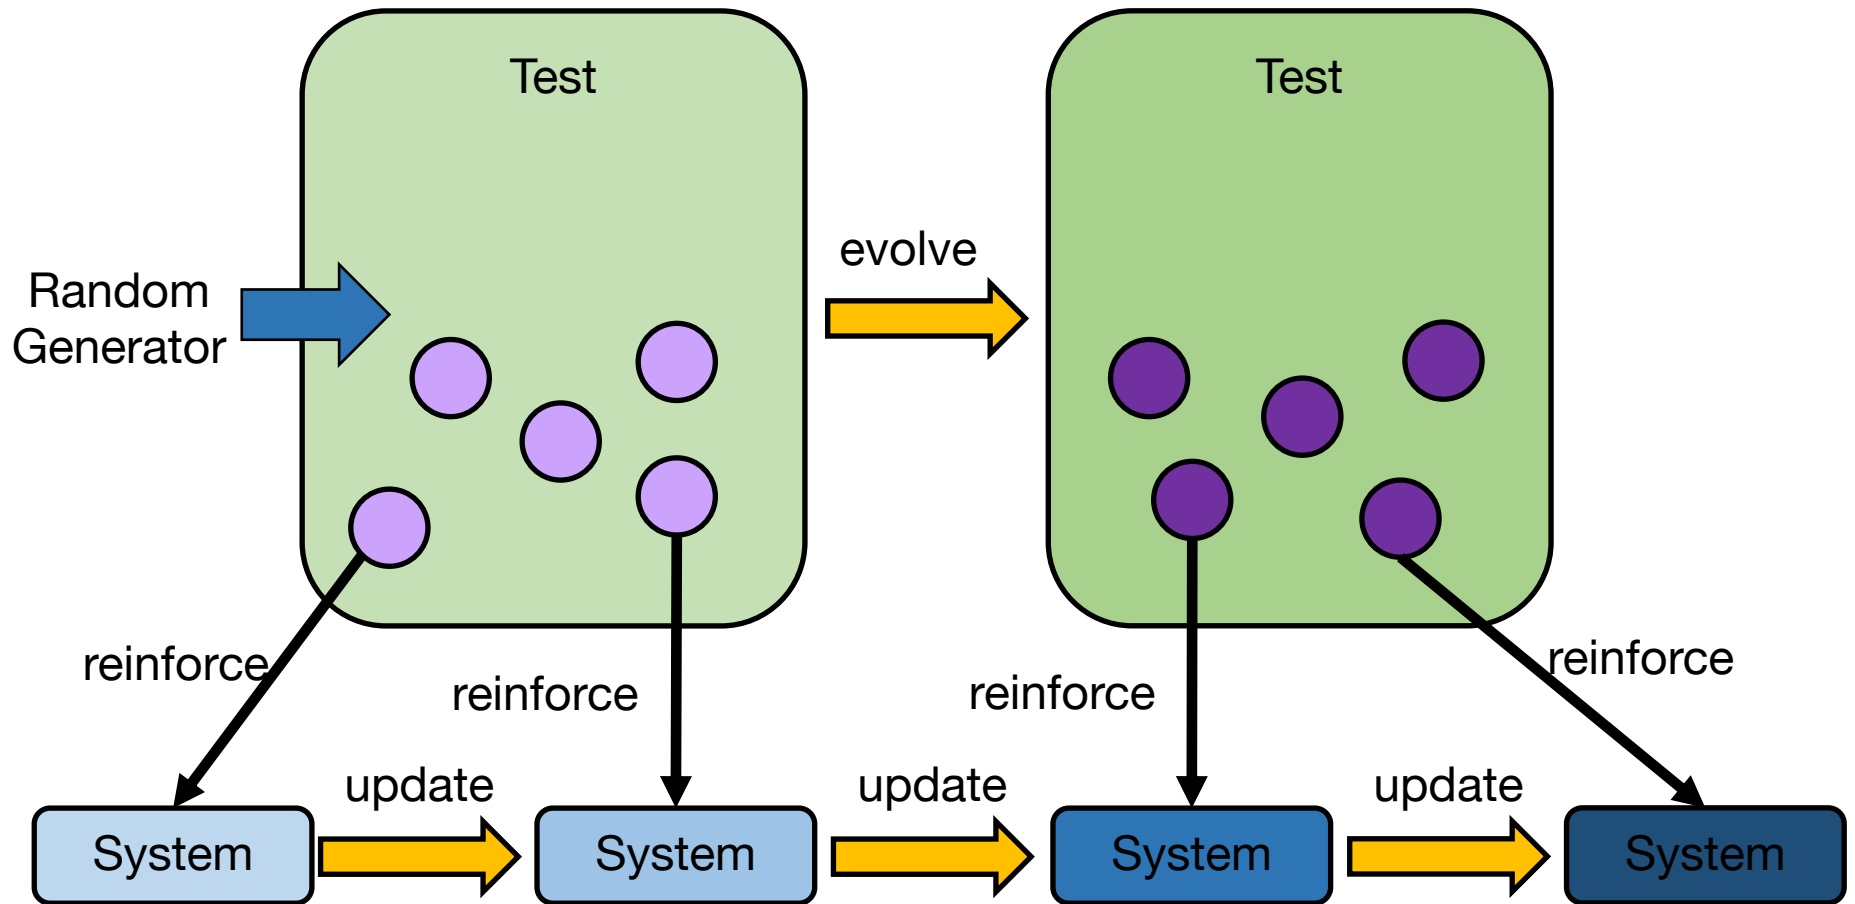 Test
Test
evolve
Random
Generator
reinforce
reinforce
reinforce
reinforce
update
update
update
System
System
System
System